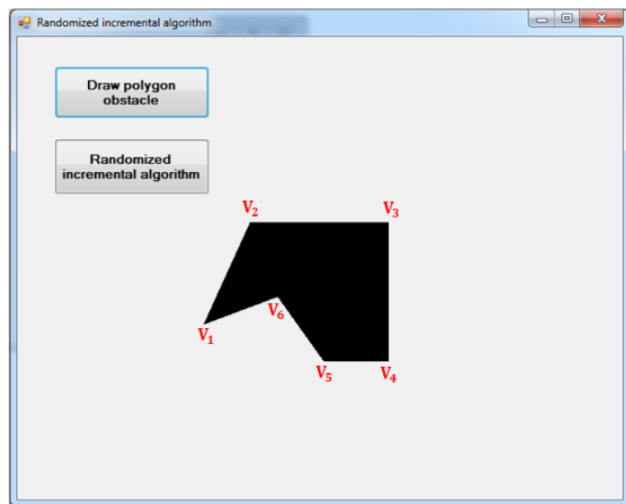 Randomized incremental algorithm
Draw polygon
obstacle
Randomized
incremental algorithm
V₂
V₃
V₆
V₁
V₅
V₄